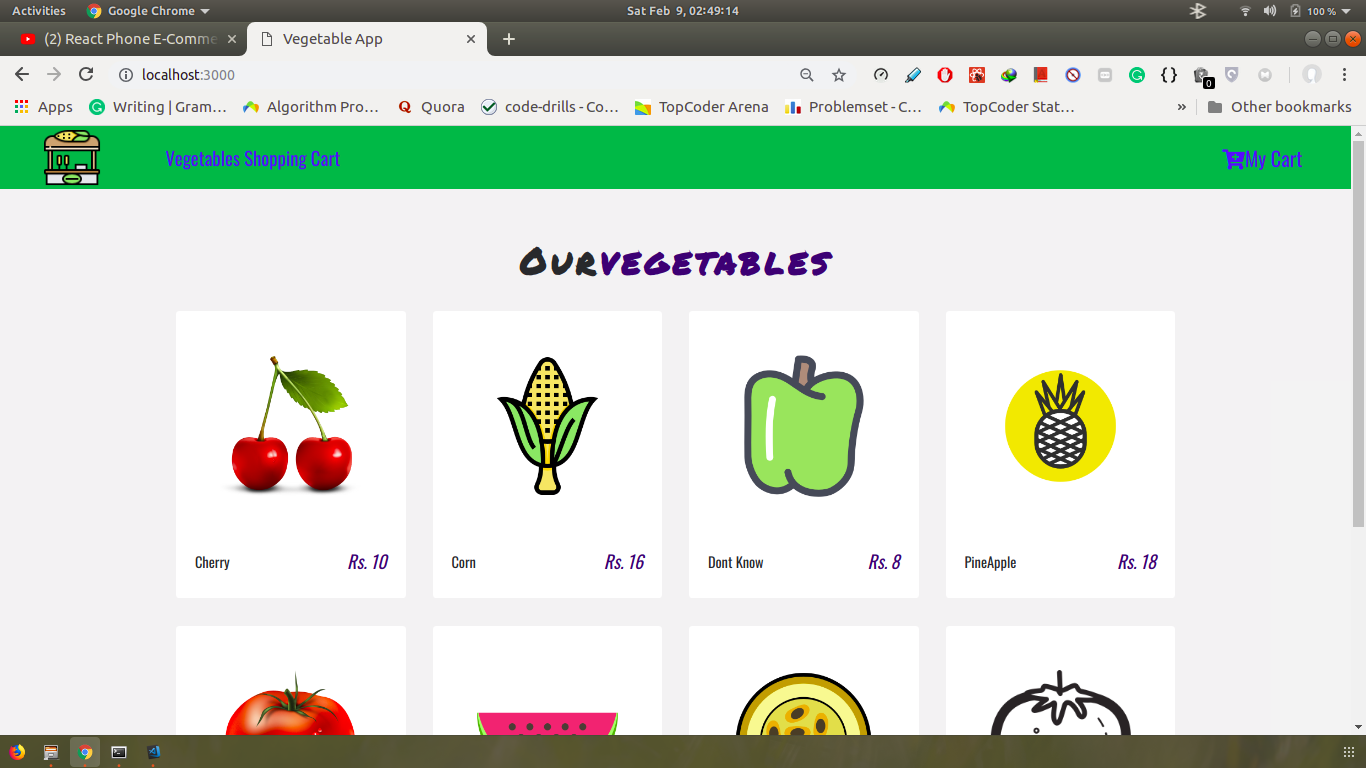 Activities Google Chrome Sat Feb 9, 02:49:14 100 %
(2) React Phone E-Comme Vegetable App
localhost:3000 0
Apps Writing | Gram… Algorithm Pro… Quora code-drills - Co… TopCoder Arena Problemset - C… TopCoder Stat… » Other bookmarks
Vegetables Shopping Cart My Cart
OurVegetables
Cherry Rs. 10 Corn Rs. 16 Dont Know Rs. 8 PineApple Rs. 18